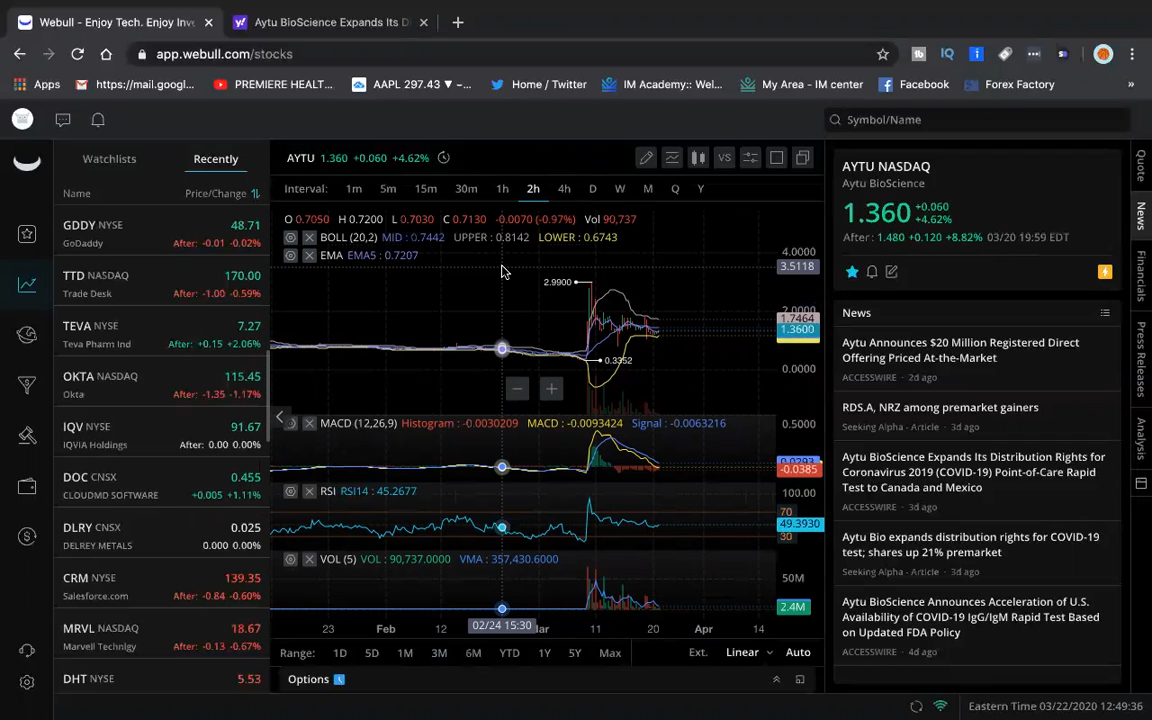 Webull - Enjoy Tech. Enjoy Inve
Aytu BioScience Expands Its Di
app.webull.com/stocks
Apps
https://mail.googl...
PREMIERE HEALT...
AAPL 297.43 ▼ -...
Home / Twitter
IM Academy:: Wel...
My Area - IM center
Facebook
Forex Factory
»
Symbol/Name
Watchlists
Recently
Name
Price/Change
GDDY NYSE 48.71
GoDaddy After: -0.01 -0.02%
TTD NASDAQ 170.00
Trade Desk After: -1.00 -0.59%
TEVA NYSE 7.27
Teva Pharm Ind After: +0.15 +2.06%
OKTA NASDAQ 115.45
Okta After: -1.35 -1.17%
IQV NYSE 91.67
IQVIA Holdings After: 0.00 0.00%
DOC CNSX 0.455
CLOUDMD SOFTWARE +0.005 +1.11%
DLRY CNSX 0.025
DELREY METALS 0.000 0.00%
CRM NYSE 139.35
Salesforce.com After: -0.84 -0.60%
MRVL NASDAQ 18.67
Marvell Technlgy After: -0.13 -0.67%
DHT NYSE 5.53
AYTU 1.360 +0.060 +4.62%
VS
Interval: 1m 5m 15m 30m 1h 2h 4h D W M Q Y
O 0.7050 H 0.7200 L 0.7030 C 0.7130 -0.0070 (-0.97%) Vol 90,737
BOLL (20,2) MID : 0.7442 UPPER : 0.8142 LOWER : 0.6743
EMA EMA5 : 0.7207
4.0000
3.5118
2.9900
2.0000
1.7464
1.3600
0.3352
0.0000
MACD (12,26,9) Histogram : -0.0030209 MACD : -0.0093424 Signal : -0.0063216
0.5000
0.0293
-0.0385
RSI RSI14 : 45.2677
100.00
70
49.3930
30
VOL (5) VOL : 90,737.0000 VMA : 357,430.6000
50M
2.4M
23 Feb 12 02/24 15:30 Mar 11 20 Apr 14
Range: 1D 5D 1M 3M 6M YTD 1Y 5Y Max
Ext. Linear Auto
Options
AYTU NASDAQ
Aytu BioScience
1.360 +0.060
+4.62%
After: 1.480 +0.120 +8.82% 03/20 19:59 EDT
News
Aytu Announces $20 Million Registered Direct
Offering Priced At-the-Market
ACCESSWIRE - 2d ago
RDS.A, NRZ among premarket gainers
Seeking Alpha - Article - 3d ago
Aytu BioScience Expands Its Distribution Rights for
Coronavirus 2019 (COVID-19) Point-of-Care Rapid
Test to Canada and Mexico
ACCESSWIRE - 3d ago
Aytu Bio expands distribution rights for COVID-19
test; shares up 21% premarket
Seeking Alpha - Article - 3d ago
Aytu BioScience Announces Acceleration of U.S.
Availability of COVID-19 IgG/IgM Rapid Test Based
on Updated FDA Policy
ACCESSWIRE - 4d ago
Quote
News
Financials
Press Releases
Analysis
Eastern Time 03/22/2020 12:49:36